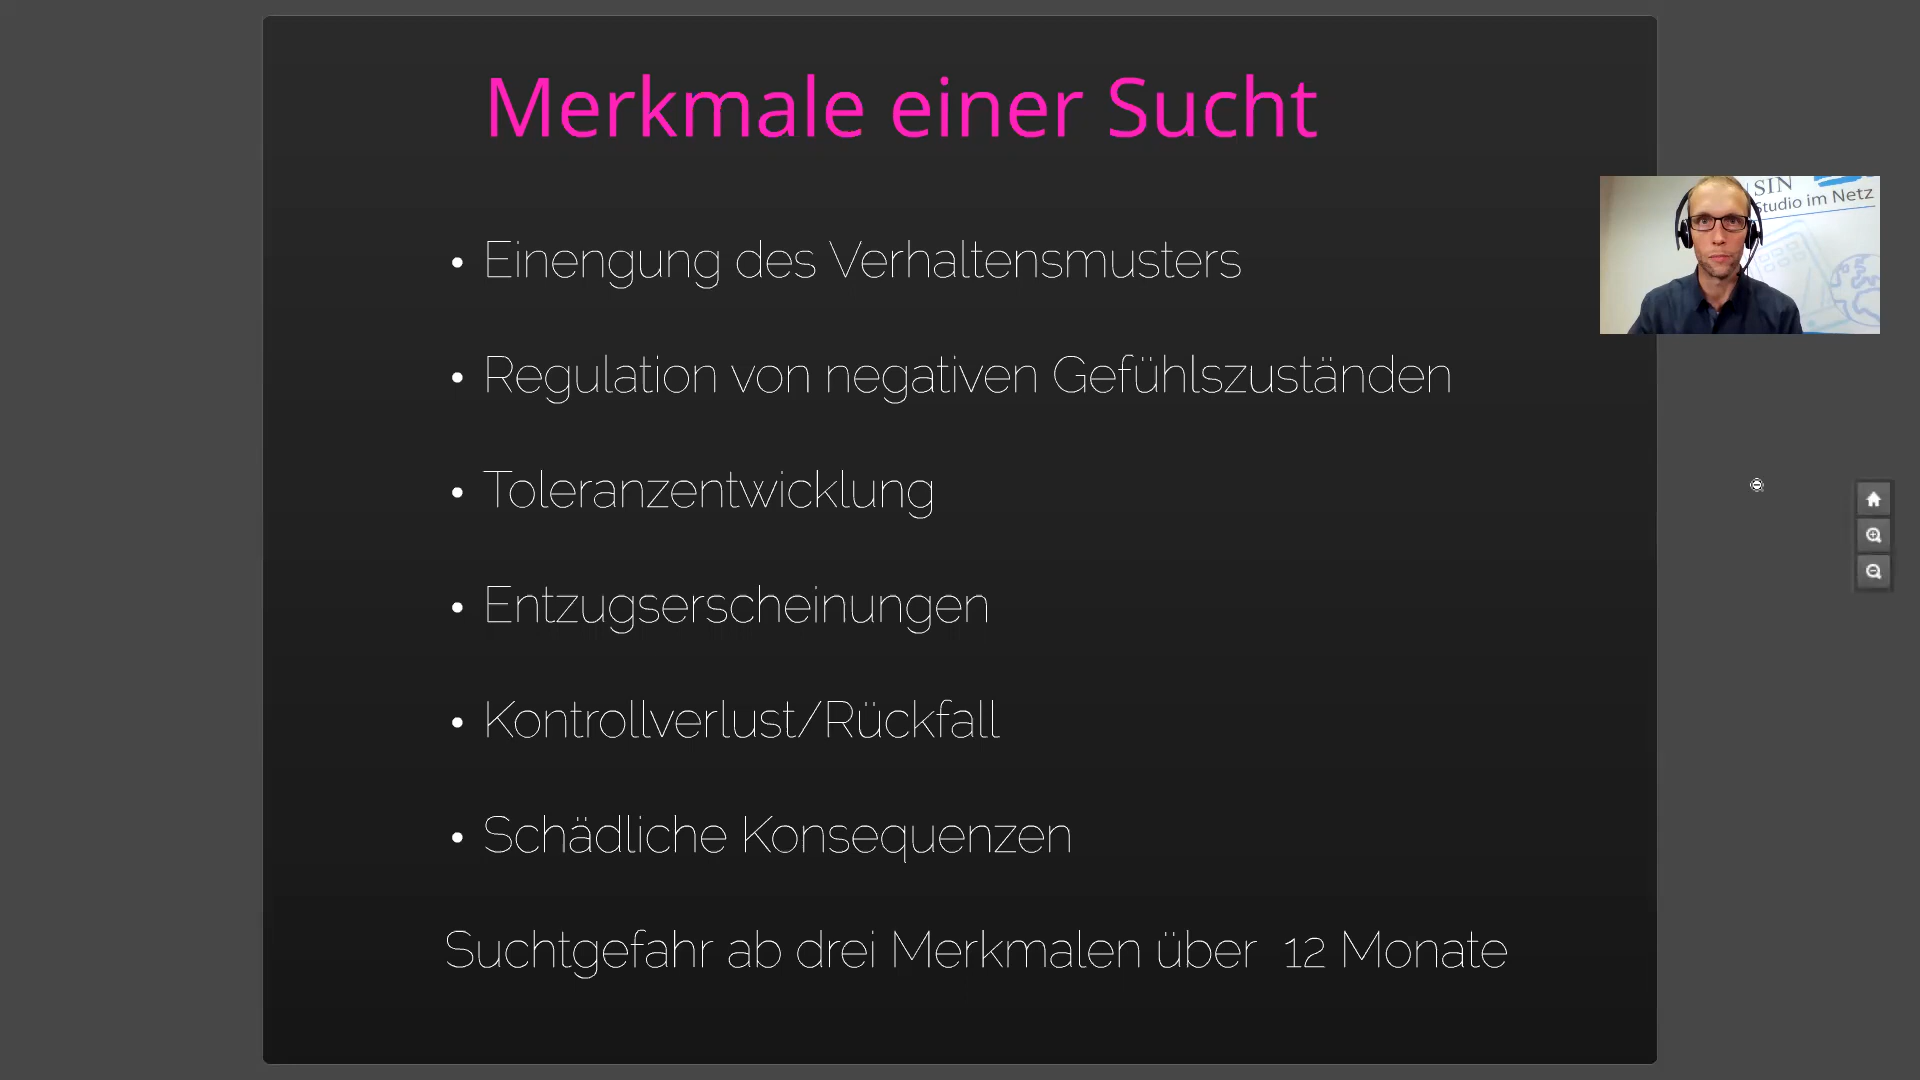 Merkmale einer Sucht
SIN
Studio im Netz
• Einengung des Verhaltensmusters
• Regulation von negativen Gefühlszuständen
• Toleranzentwicklung
• Entzugserscheinungen
• Kontrollverlust/Rückfall
• Schädliche Konsequenzen
Suchtgefahr ab drei Merkmalen über 12 Monate